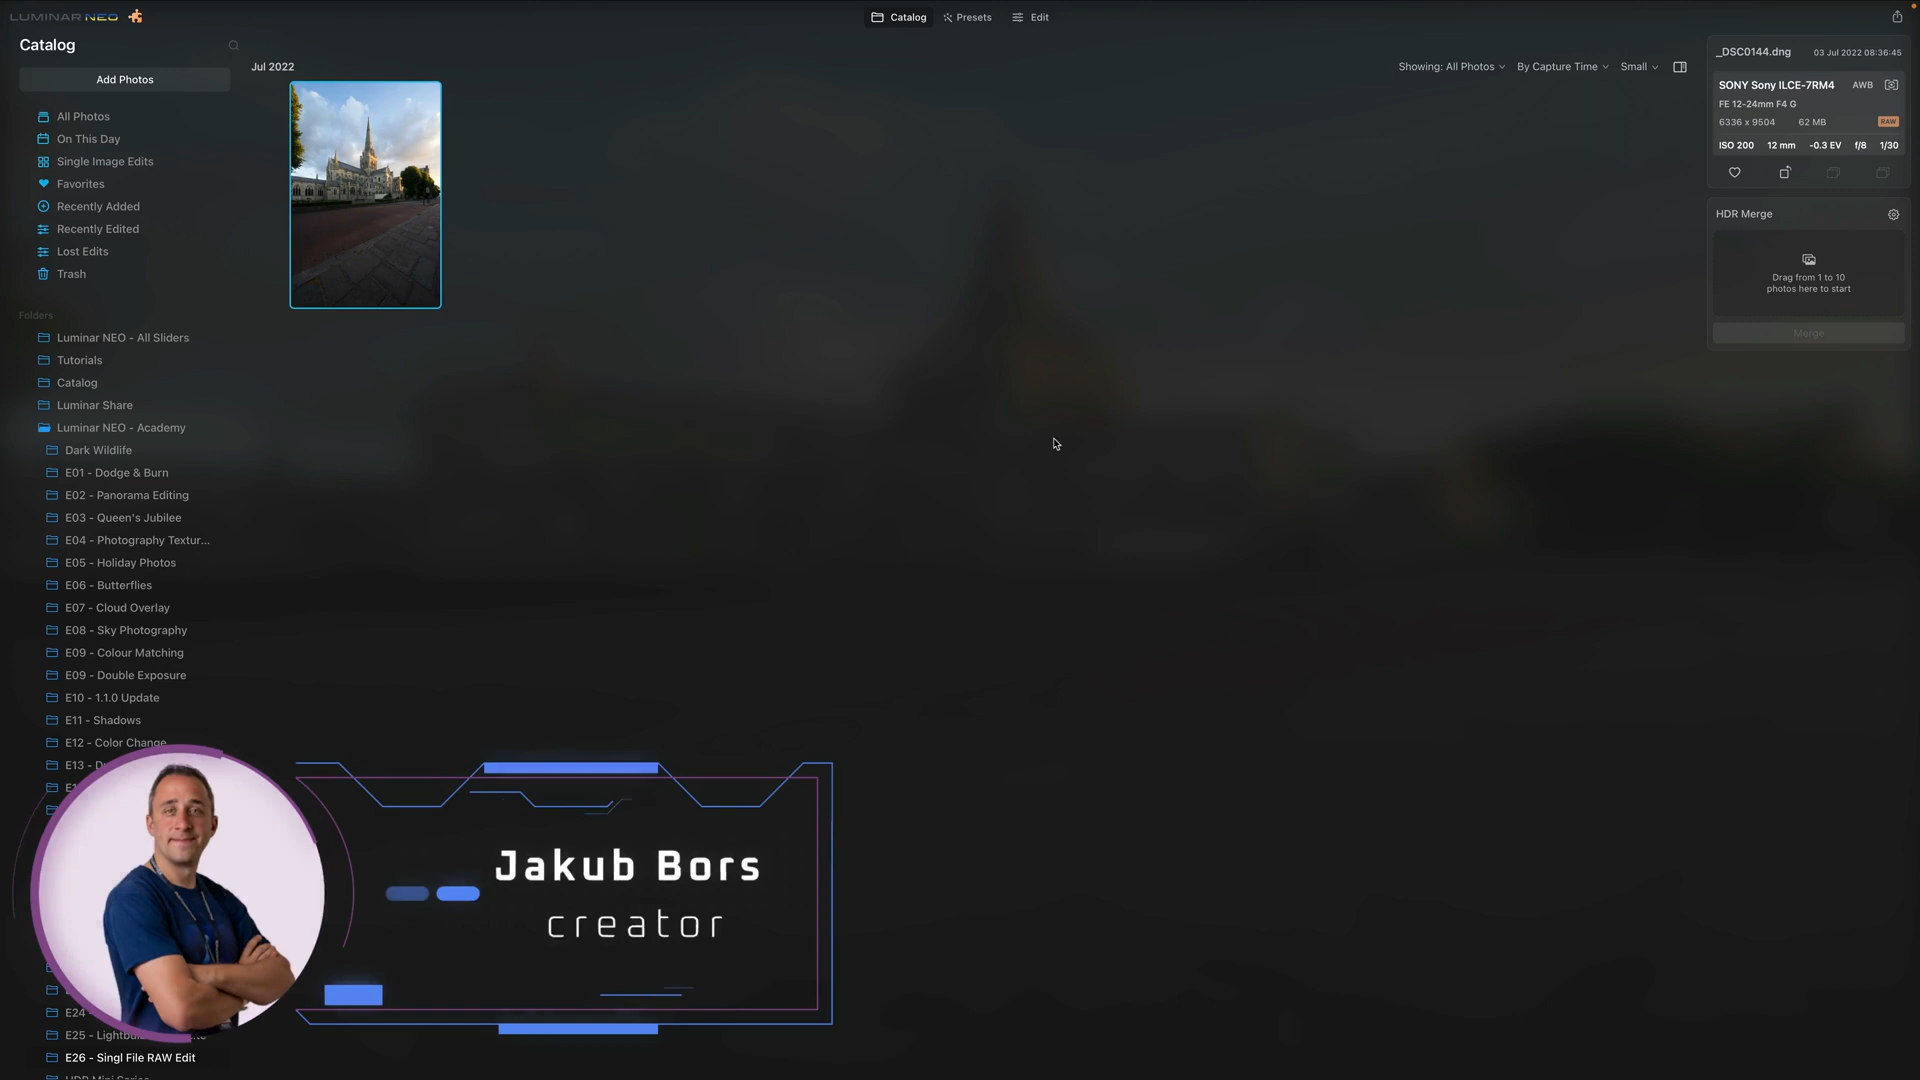 LUMINAR NEO
Catalog
Presets
Edit
Catalog
Add Photos
All Photos
On This Day
Single Image Edits
Favorites
Recently Added
Recently Edited
Lost Edits
Trash
Folders
Luminar NEO - All Sliders
Tutorials
Catalog
Luminar Share
Luminar NEO - Academy
Dark Wildlife
E01 - Dodge & Burn
E02 - Panorama Editing
E03 - Queen's Jubilee
E04 - Photography Textur...
E05 - Holiday Photos
E06 - Butterflies
E07 - Cloud Overlay
E08 - Sky Photography
E09 - Colour Matching
E09 - Double Exposure
E10 - 1.1.0 Update
E11 - Shadows
E12 - Color Change
E13 -
E24 -
E25 -
E26 - Singl File RAW Edit
Jul 2022
Showing: All Photos
By Capture Time
Small
_DSC0144.dng
03 Jul 2022 08:36:45
SONY Sony ILCE-7RM4
AWB
FE 12-24mm F4 G
6336 x 9504
62 MB
RAW
ISO 200
12 mm
-0.3 EV
f/8
1/30
HDR Merge
Drag from 1 to 10
photos here to start
Merge
Jakub Bors
creator